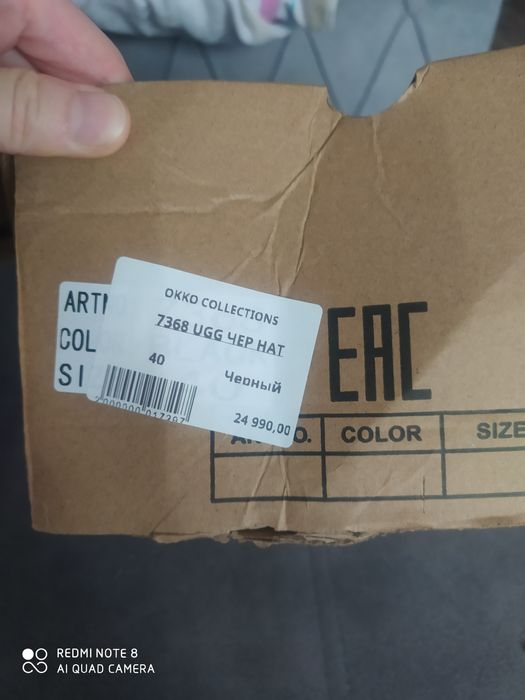 OKKO COLLECTIONS
7368 UGG ЧЕР НАТ
40
Черный
24 990,00
COL
SI
EAC
COLOR
SIZE
REDMI NOTE 8
AI QUAD CAMERA